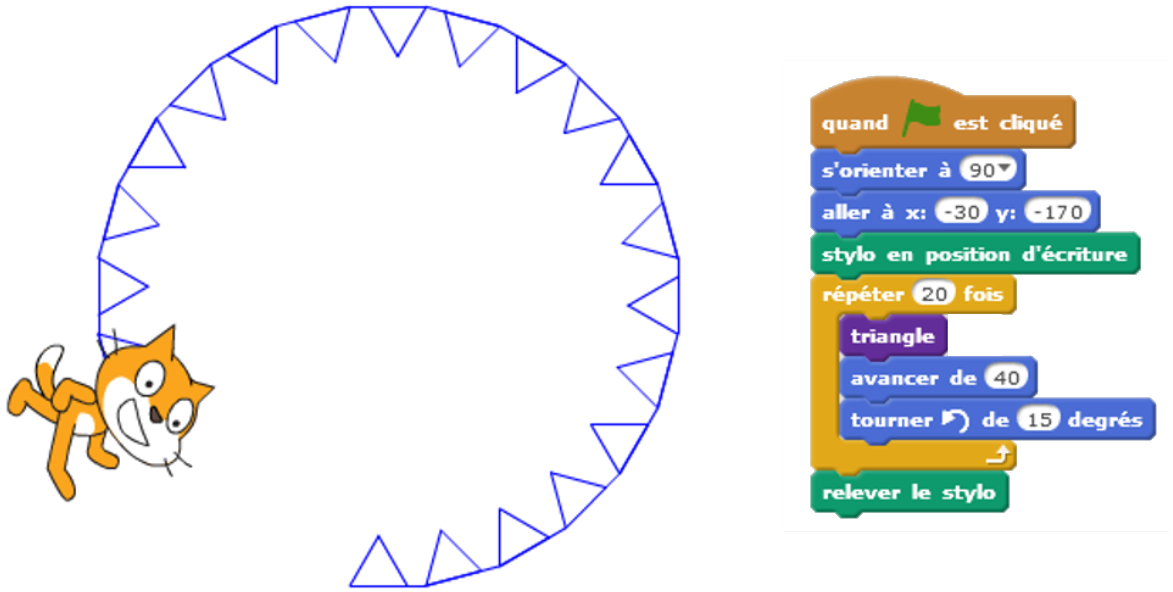 quand est cliqué
s'orienter à 90
aller à x: -30 y: -170
stylo en position d'écriture
répéter 20 fois
triangle
avancer de 40
tourner de 15 degrés
relever le stylo